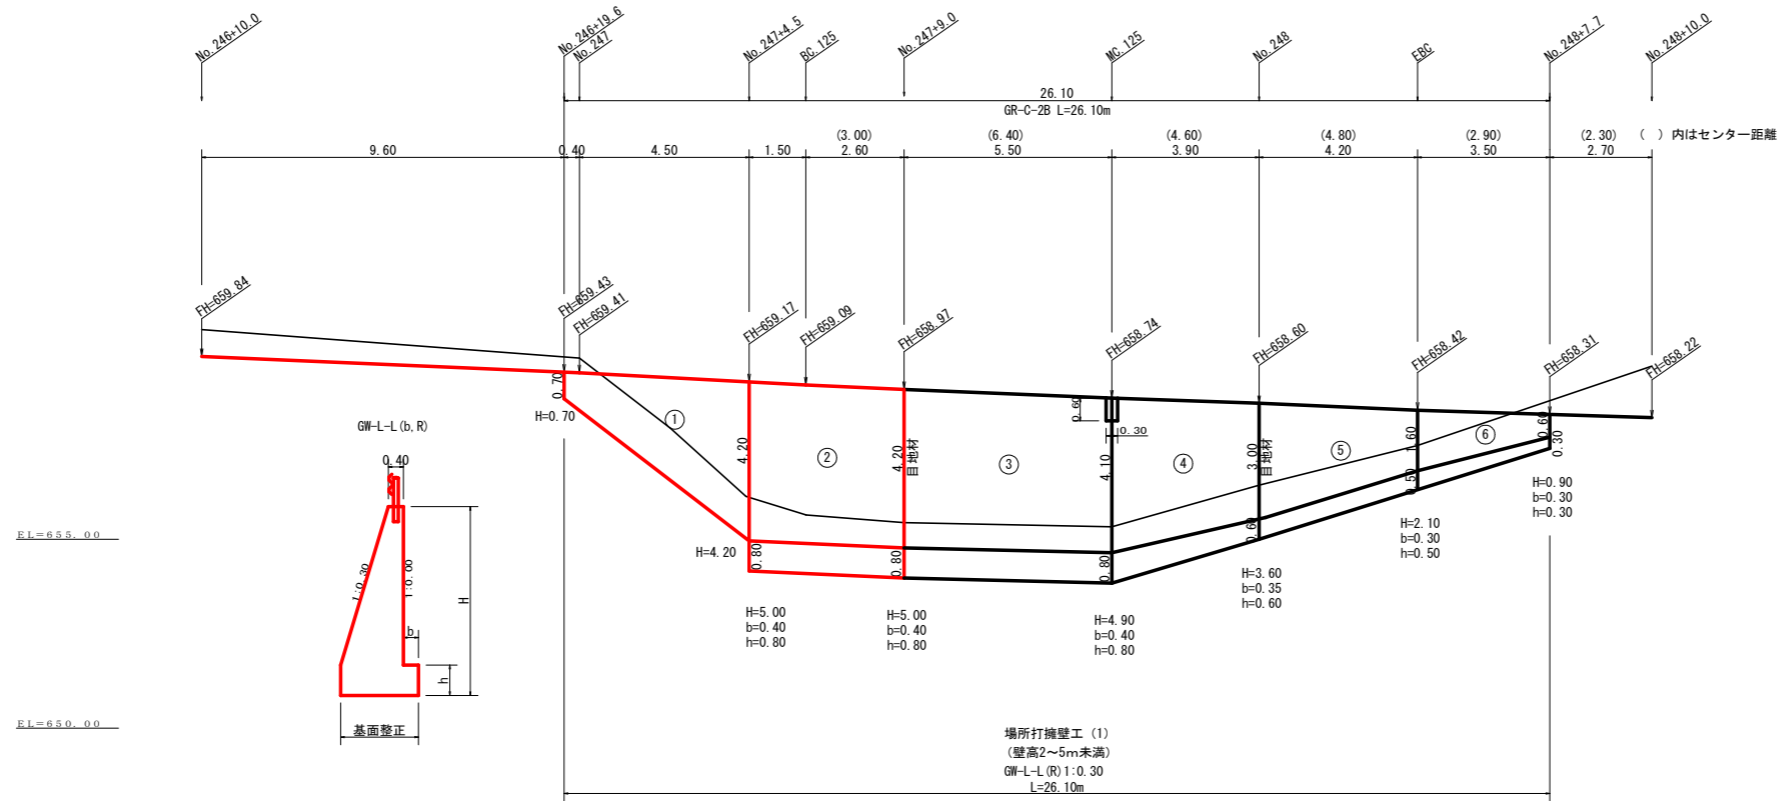 No.246+10.0
No.246+19.6
No.247
No.247+4.5
BC.125
No.247+9.0
MC.125
No.248
EBC
No.248+7.7
No.248+10.0
26.10
GR-C-2B L=26.10m
(3.00)
(6.40)
(4.60)
(4.80)
(2.90)
(2.30)
( ) 内はセンター距離
9.60
0.40
4.50
1.50
2.60
5.50
3.90
4.20
3.50
2.70
FH=659.84
FH=659.43
FH=659.41
FH=659.17
FH=659.09
FH=658.97
FH=658.74
FH=658.60
FH=658.42
FH=658.31
FH=658.22
0.70
H=0.70
①
4.20
②
4.20
目地材
③
0.60
0.30
4.10
④
3.00
目地材
⑤
1.60
⑥
0.60
0.30
GW-L-L(b,R)
0.40
1:0.30
1:0.00
H
b
h
基面整正
EL=655.00
EL=650.00
H=4.20
0.80
0.80
0.80
0.60
0.50
H=5.00
b=0.40
h=0.80
H=5.00
b=0.40
h=0.80
H=4.90
b=0.40
h=0.80
H=3.60
b=0.35
h=0.60
H=2.10
b=0.30
h=0.50
H=0.90
b=0.30
h=0.30
場所打擁壁工 (1)
(壁高2～5m未満)
GW-L-L(R)1:0.30
L=26.10m